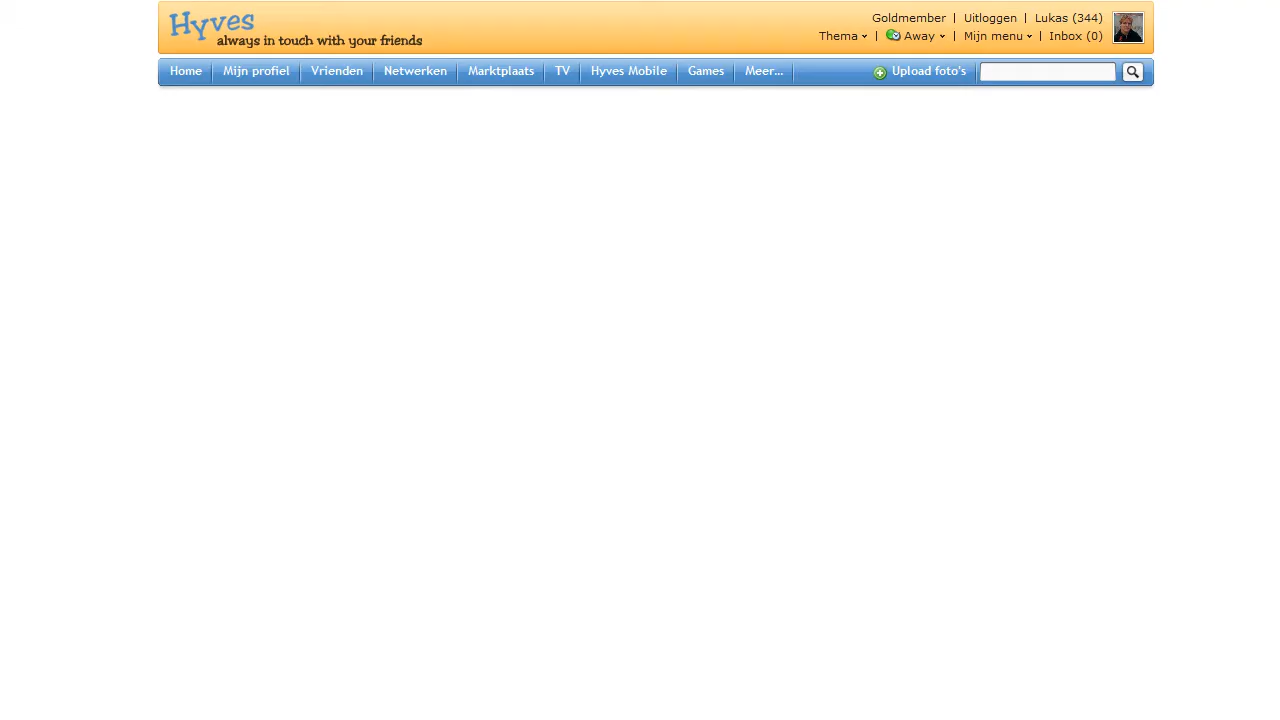 Hyves
always in touch with your friends
Goldmember | Uitloggen | Lukas (344)
Thema | Away | Mijn menu | Inbox (0)
Home Mijn profiel Vrienden Netwerken Marktplaats TV Hyves Mobile Games Meer... Upload foto's